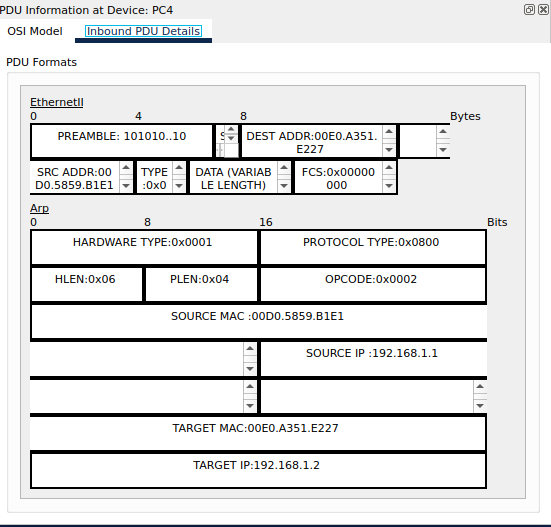 PDU Information at Device: PC4
OSI Model Inbound PDU Details
PDU Formats
EthernetII
0 4 8 Bytes
PREAMBLE: 101010..10
DEST ADDR:00E0.A351.
E227
SRC ADDR:00
D0.5859.B1E1
TYPE
:0x0
DATA (VARIAB
LE LENGTH)
FCS:0x00000
000
Arp
0 8 16 Bits
HARDWARE TYPE:0x0001 PROTOCOL TYPE:0x0800
HLEN:0x06 PLEN:0x04 OPCODE:0x0002
SOURCE MAC :00D0.5859.B1E1
SOURCE IP :192.168.1.1
TARGET MAC:00E0.A351.E227
TARGET IP:192.168.1.2